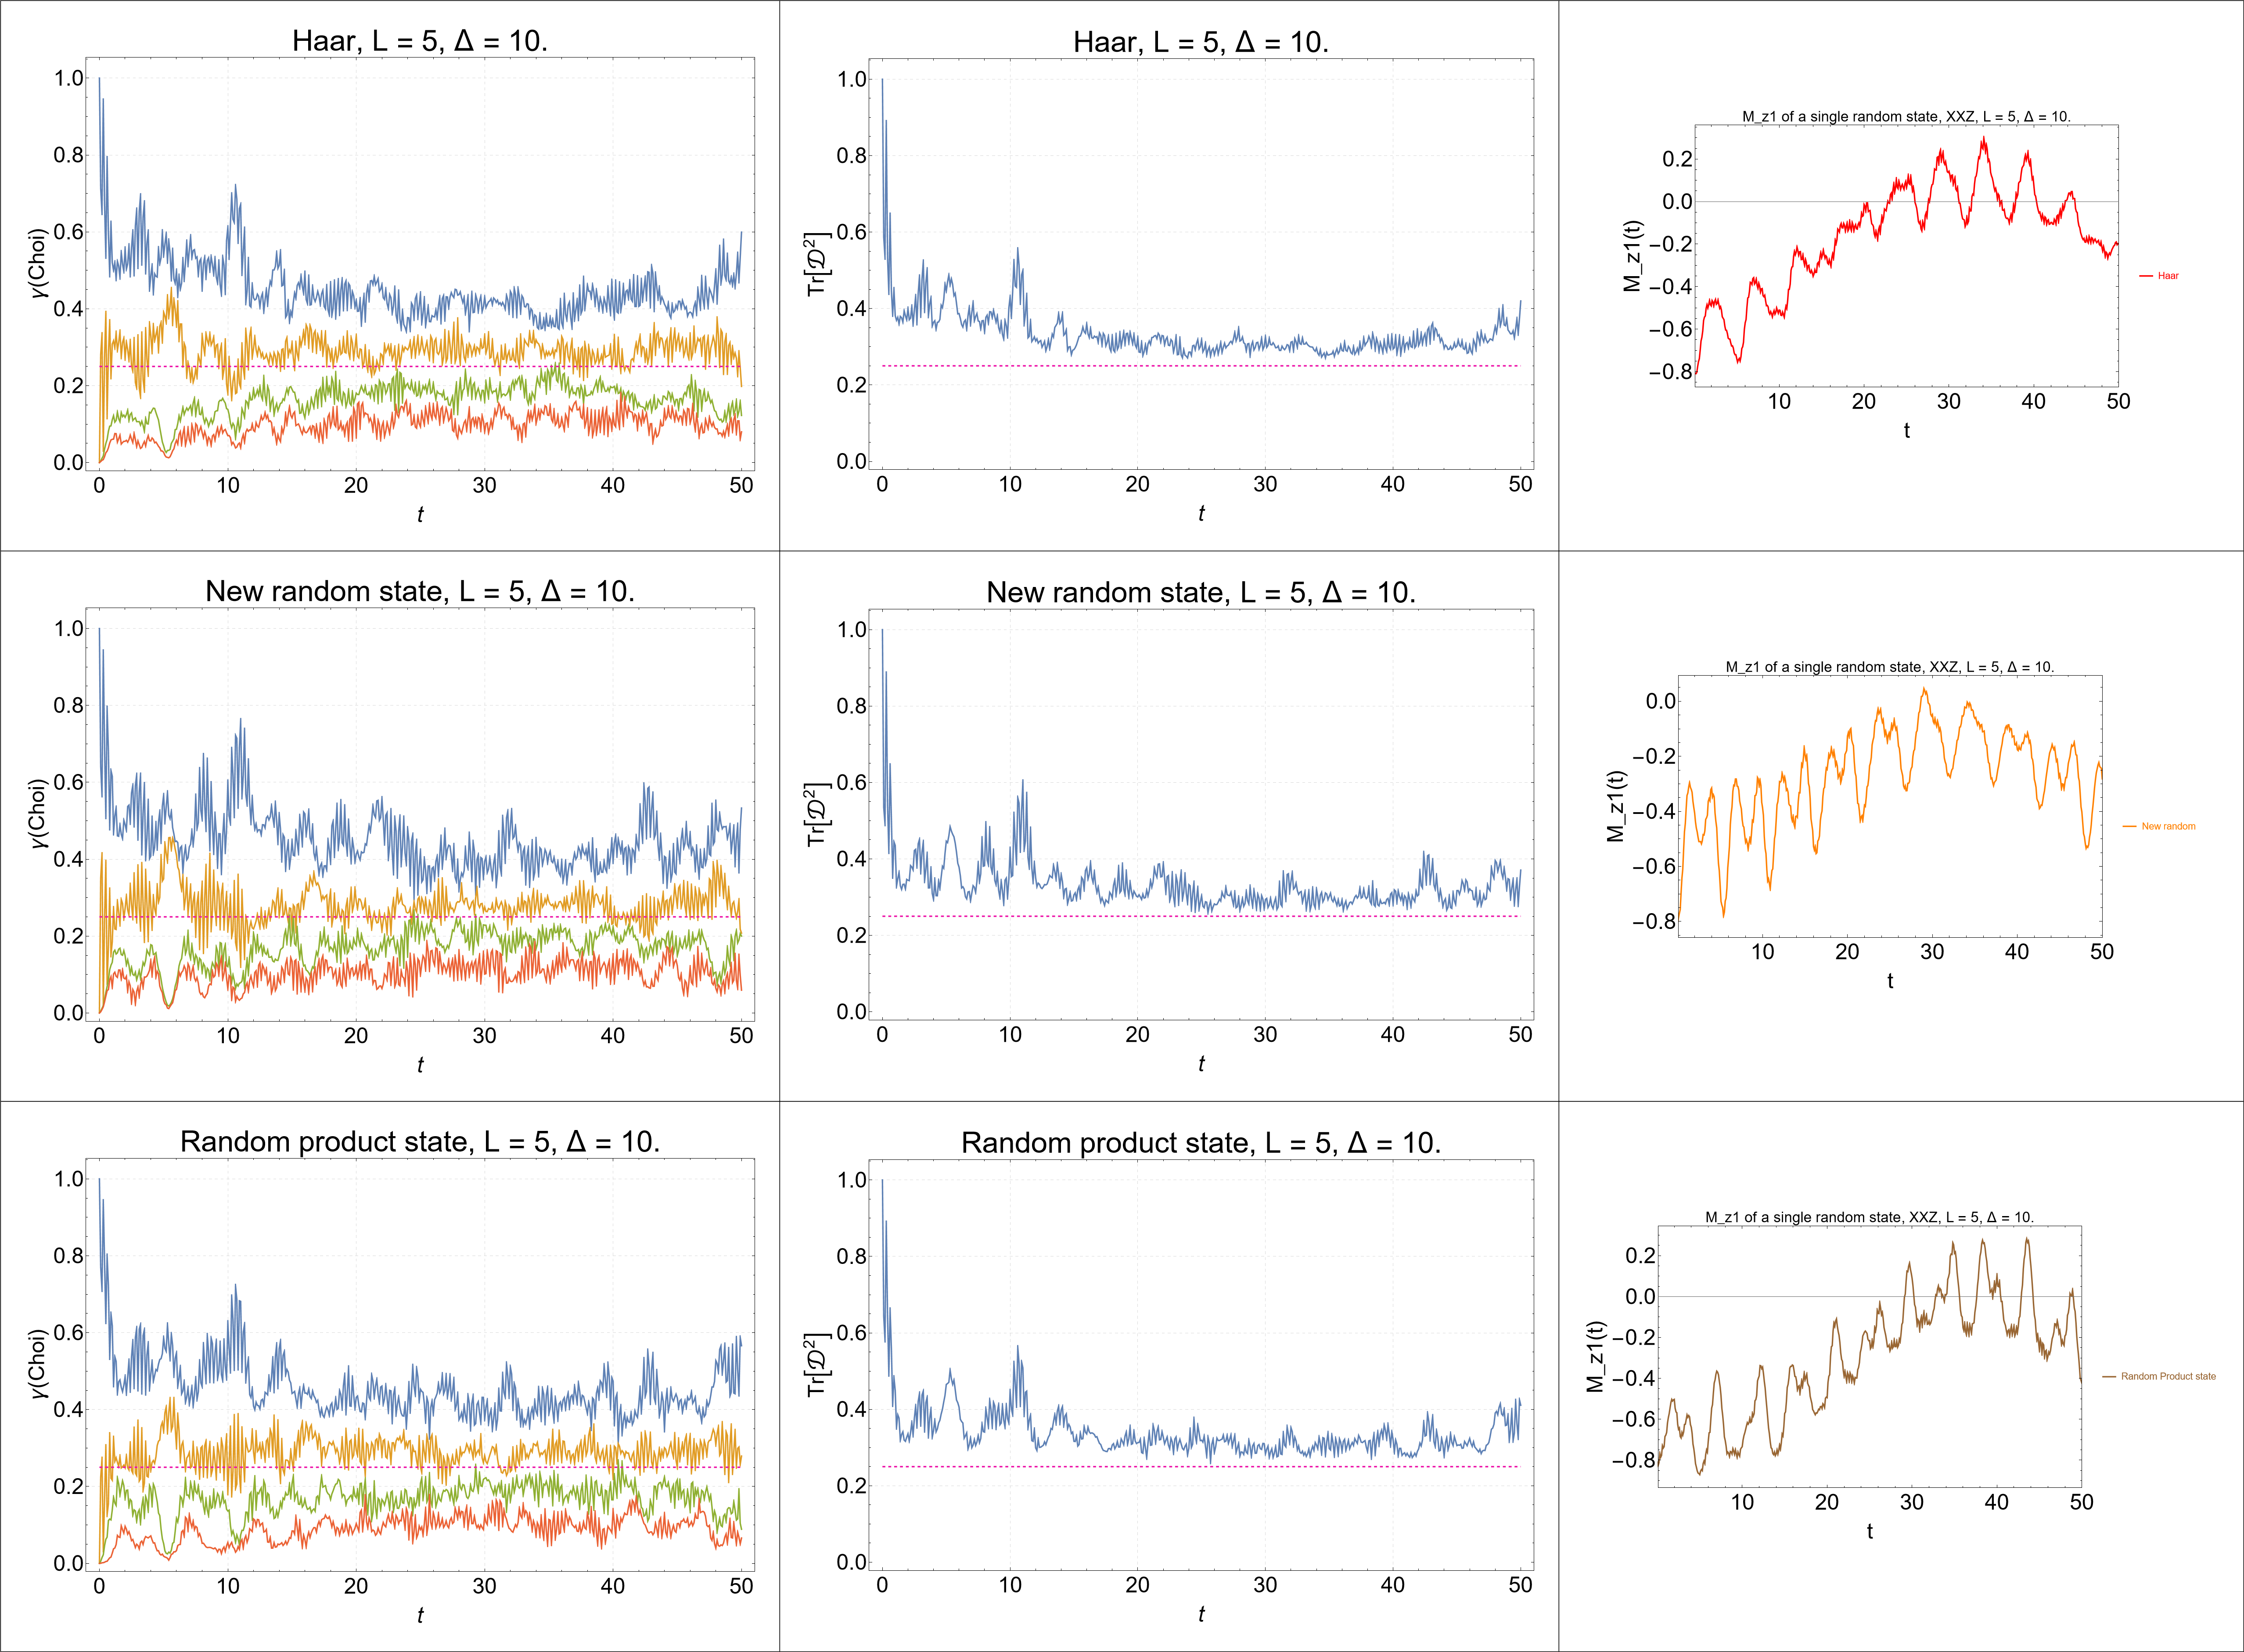 Haar, L = 5, Δ = 10.
γ(Choi)
1.0
0.8
0.6
0.4
0.2
0.0
0 10 20 30 40 50
t
Haar, L = 5, Δ = 10.
Tr[𝒟²]
1.0
0.8
0.6
0.4
0.2
0.0
0 10 20 30 40 50
t
M_z1 of a single random state, XXZ, L = 5, Δ = 10.
M_z1(t)
0.2
0.0
−0.2
−0.4
−0.6
−0.8
10 20 30 40 50
t
Haar
New random state, L = 5, Δ = 10.
γ(Choi)
1.0
0.8
0.6
0.4
0.2
0.0
0 10 20 30 40 50
t
New random state, L = 5, Δ = 10.
Tr[𝒟²]
1.0
0.8
0.6
0.4
0.2
0.0
0 10 20 30 40 50
t
M_z1 of a single random state, XXZ, L = 5, Δ = 10.
M_z1(t)
0.0
−0.2
−0.4
−0.6
−0.8
10 20 30 40 50
t
New random
Random product state, L = 5, Δ = 10.
γ(Choi)
1.0
0.8
0.6
0.4
0.2
0.0
0 10 20 30 40 50
t
Random product state, L = 5, Δ = 10.
Tr[𝒟²]
1.0
0.8
0.6
0.4
0.2
0.0
0 10 20 30 40 50
t
M_z1 of a single random state, XXZ, L = 5, Δ = 10.
M_z1(t)
0.2
0.0
−0.2
−0.4
−0.6
−0.8
10 20 30 40 50
t
Random Product state